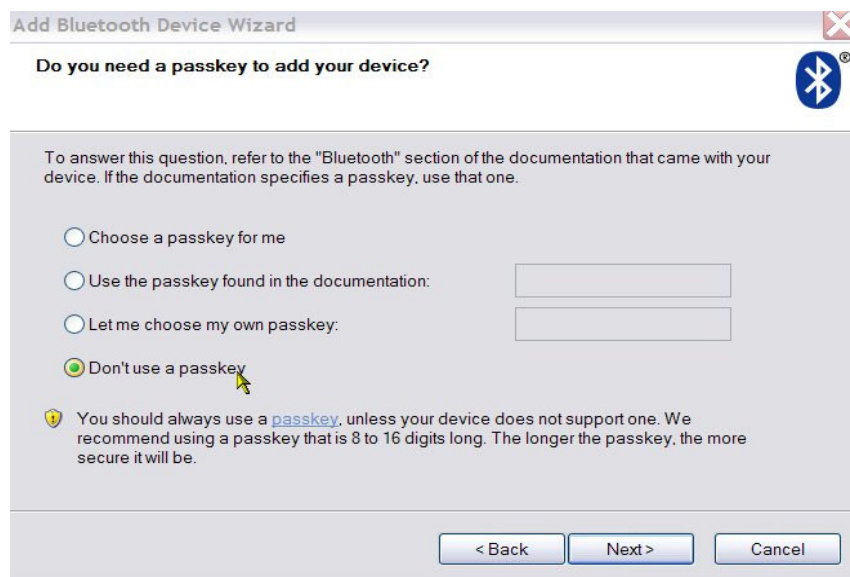 Add Bluetooth Device Wizard
Do you need a passkey to add your device?
®
To answer this question, refer to the "Bluetooth" section of the documentation that came with your
device. If the documentation specifies a passkey, use that one.
Choose a passkey for me
Use the passkey found in the documentation:
Let me choose my own passkey:
Don't use a passkey
You should always use a passkey, unless your device does not support one. We
recommend using a passkey that is 8 to 16 digits long. The longer the passkey, the more
secure it will be.
< Back Next > Cancel